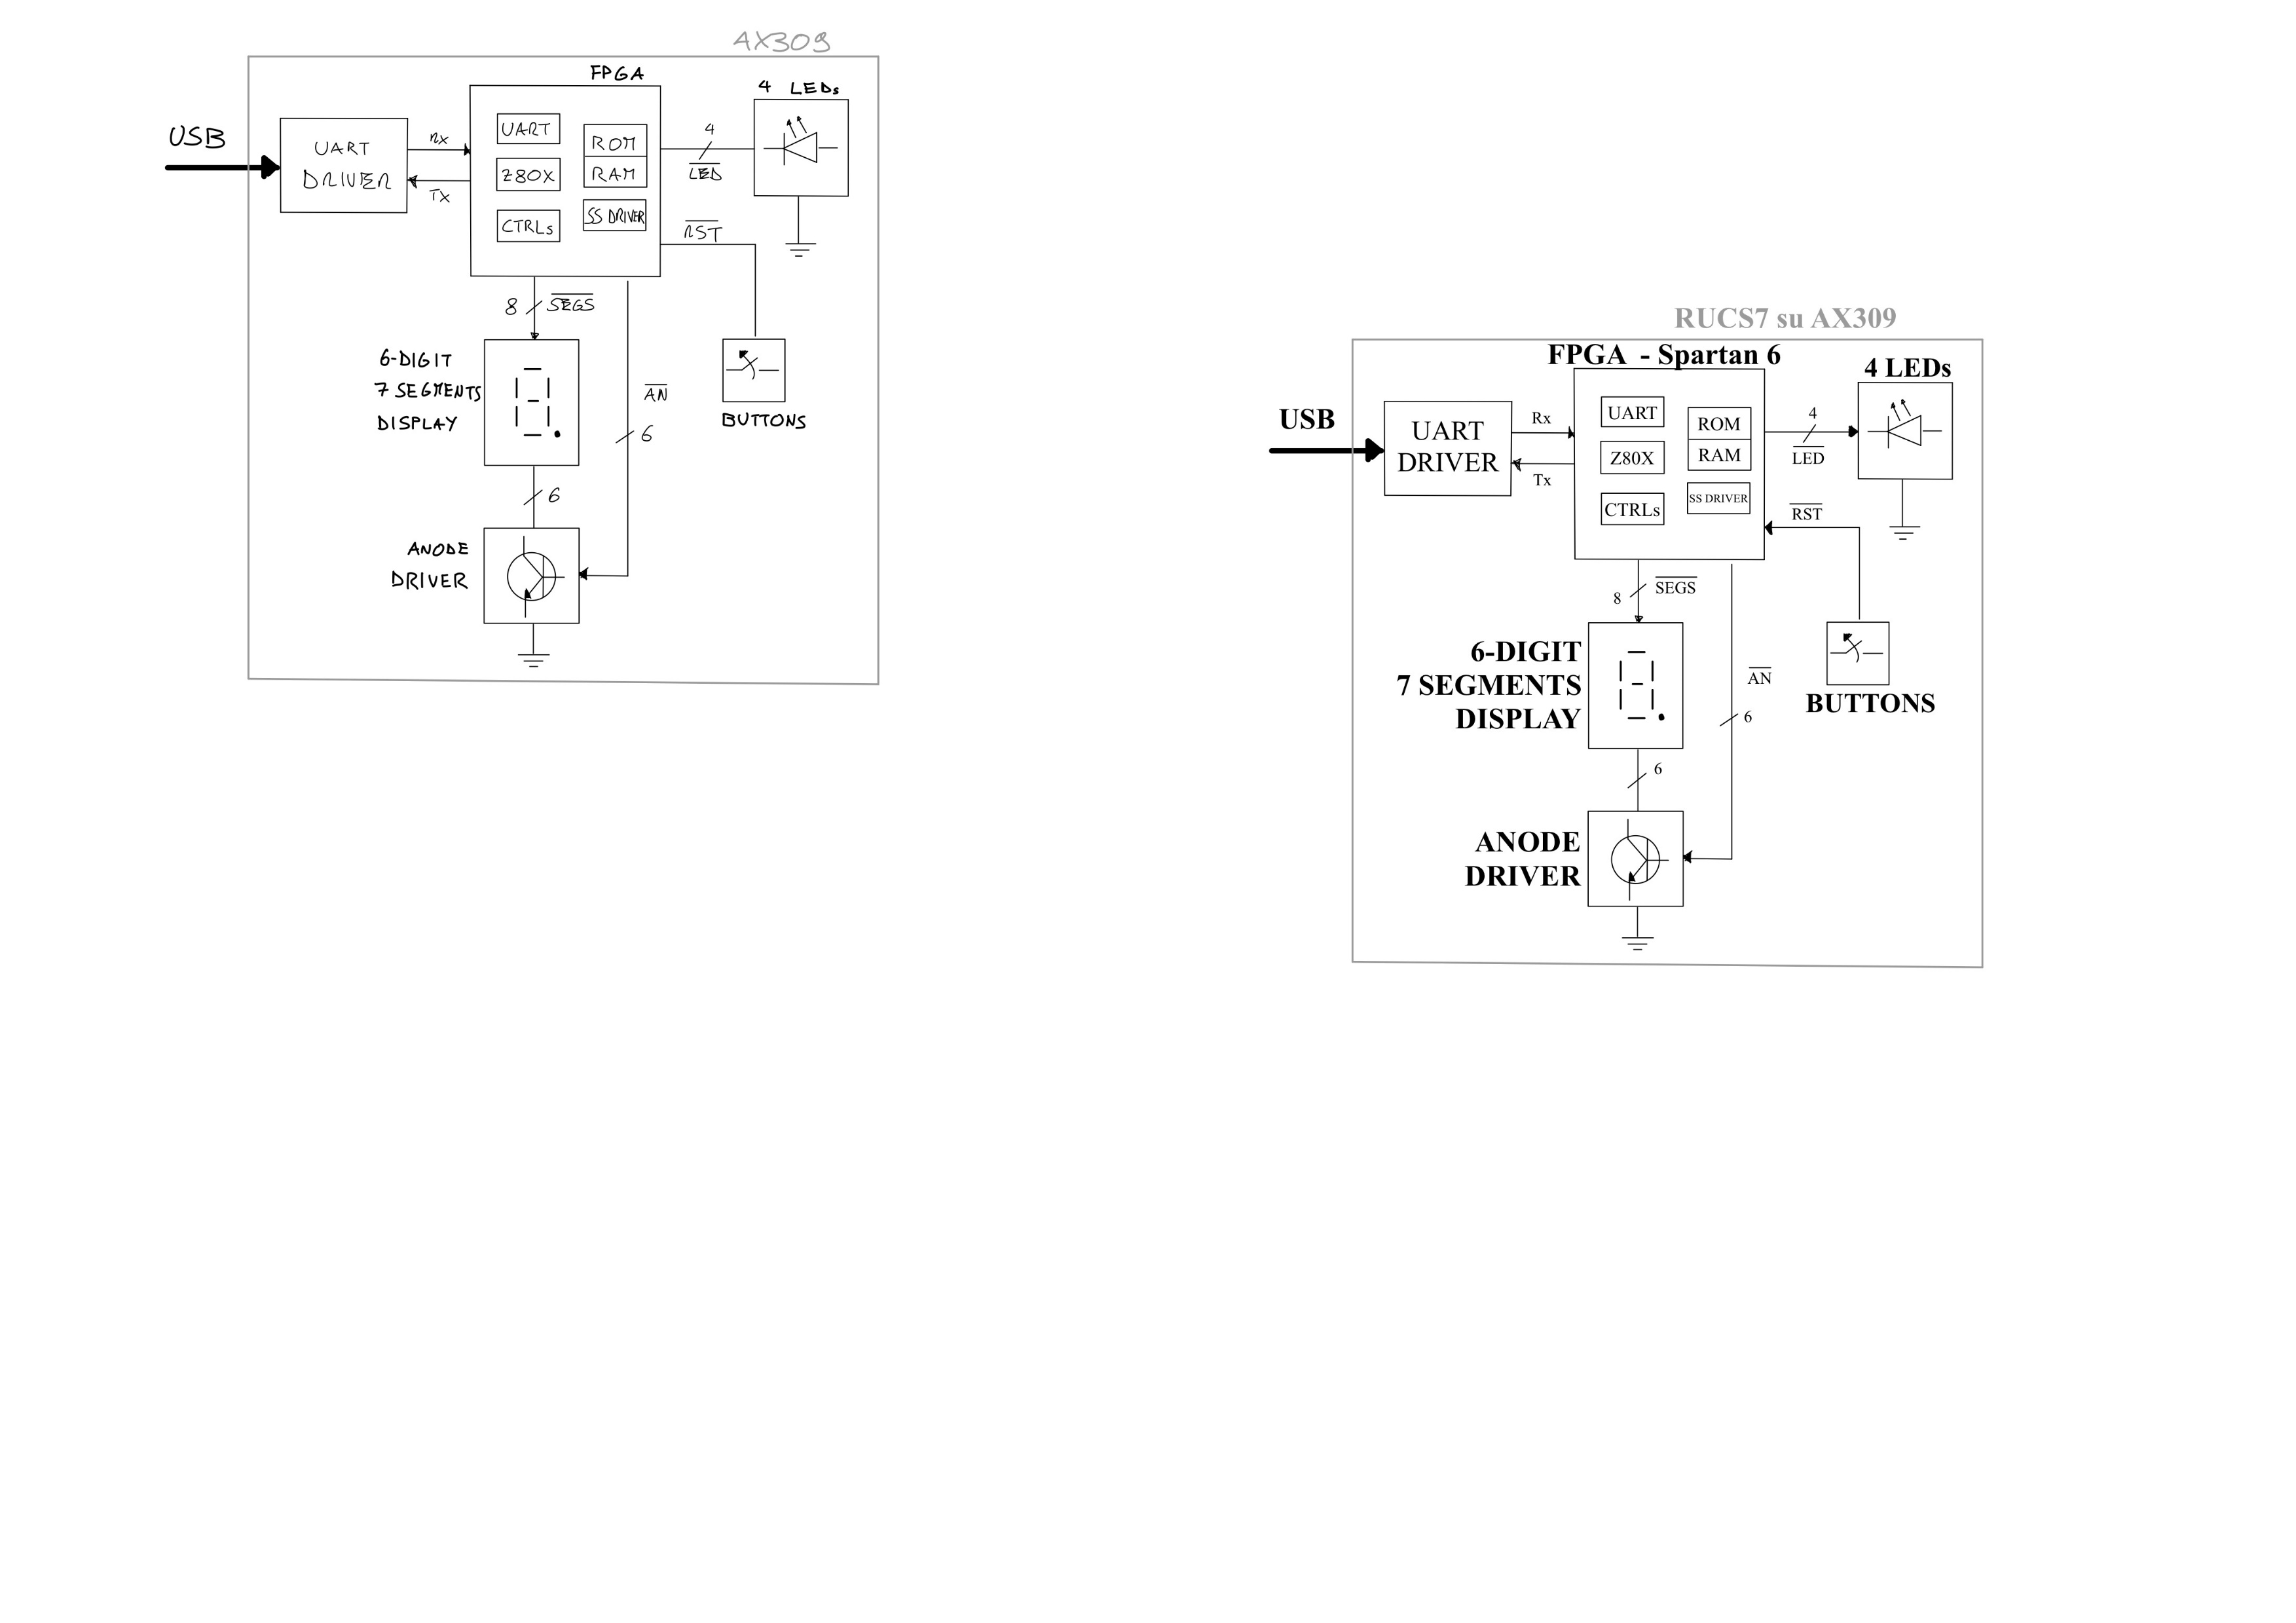 AX309
FPGA
4 LEDs
USB
UART
DRIVER
Rx
Tx
UART
Z80X
CTRLs
ROM
RAM
SS DRIVER
4
LED
RST
8
SEGS
6-DIGIT
7 SEGMENTS
DISPLAY
AN
6
BUTTONS
6
ANODE
DRIVER
RUCS7 su AX309
FPGA - Spartan 6
4 LEDs
USB
UART
DRIVER
Rx
Tx
UART
Z80X
CTRLs
ROM
RAM
SS DRIVER
4
LED
RST
8
SEGS
6-DIGIT
7 SEGMENTS
DISPLAY
AN
6
BUTTONS
6
ANODE
DRIVER